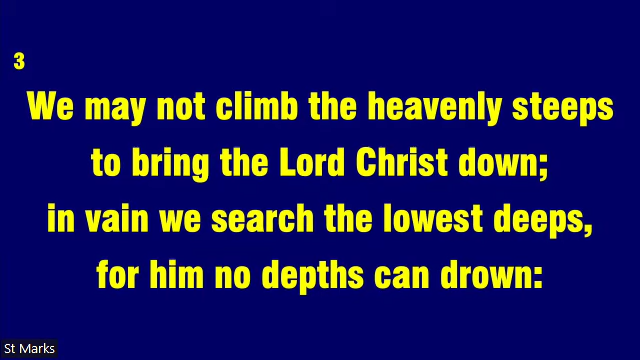 3
We may not climb the heavenly steeps
to bring the Lord Christ down;
in vain we search the lowest deeps,
for him no depths can drown:
St Marks